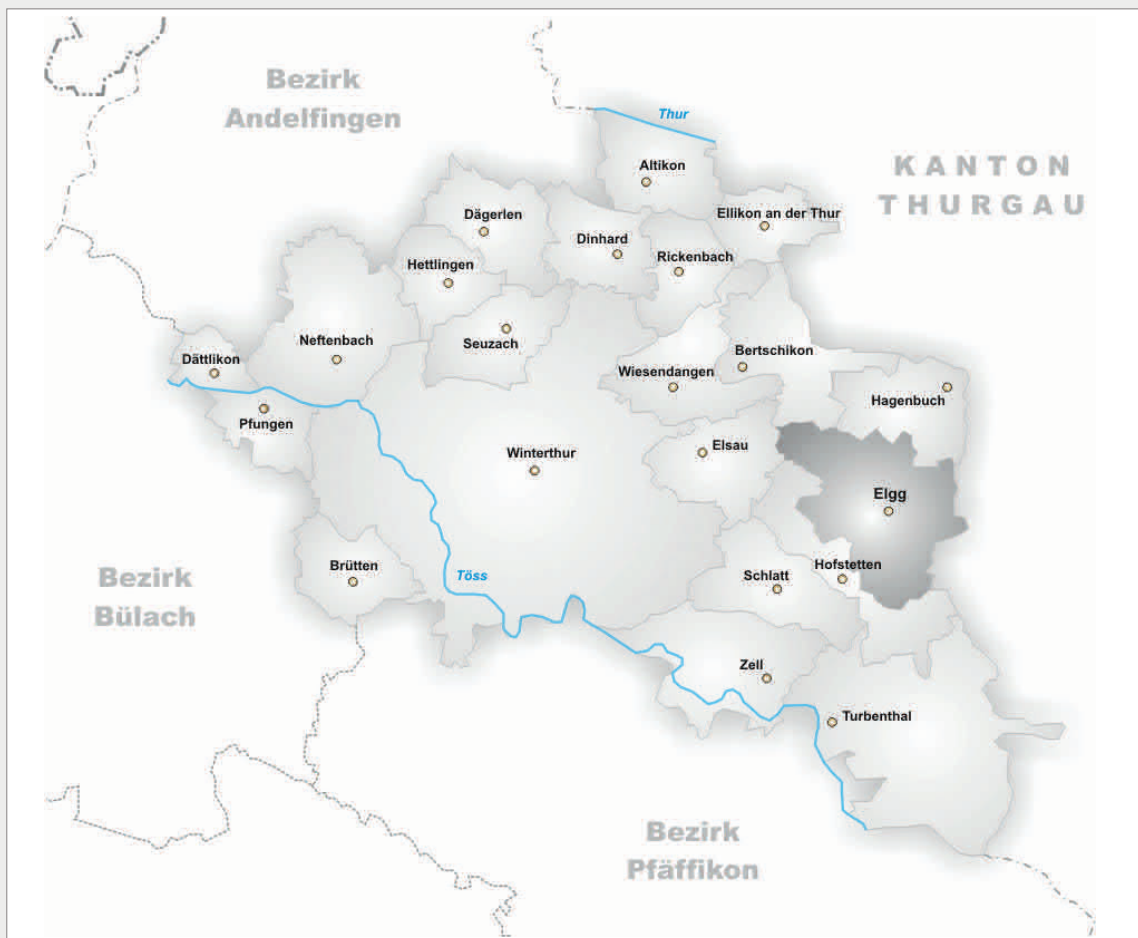 Bezirk
Andelfingen
Thur
KANTON
THURGAU
Altikon
Dägerlen
Ellikon an der Thur
Dinhard
Rickenbach
Hettlingen
Neftenbach
Seuzach
Bertschikon
Dättlikon
Wiesendangen
Hagenbuch
Pfungen
Elsau
Winterthur
Elgg
Brütten
Töss
Schlatt
Hofstetten
Bezirk
Bülach
Zell
Turbenthal
Bezirk
Pfäffikon